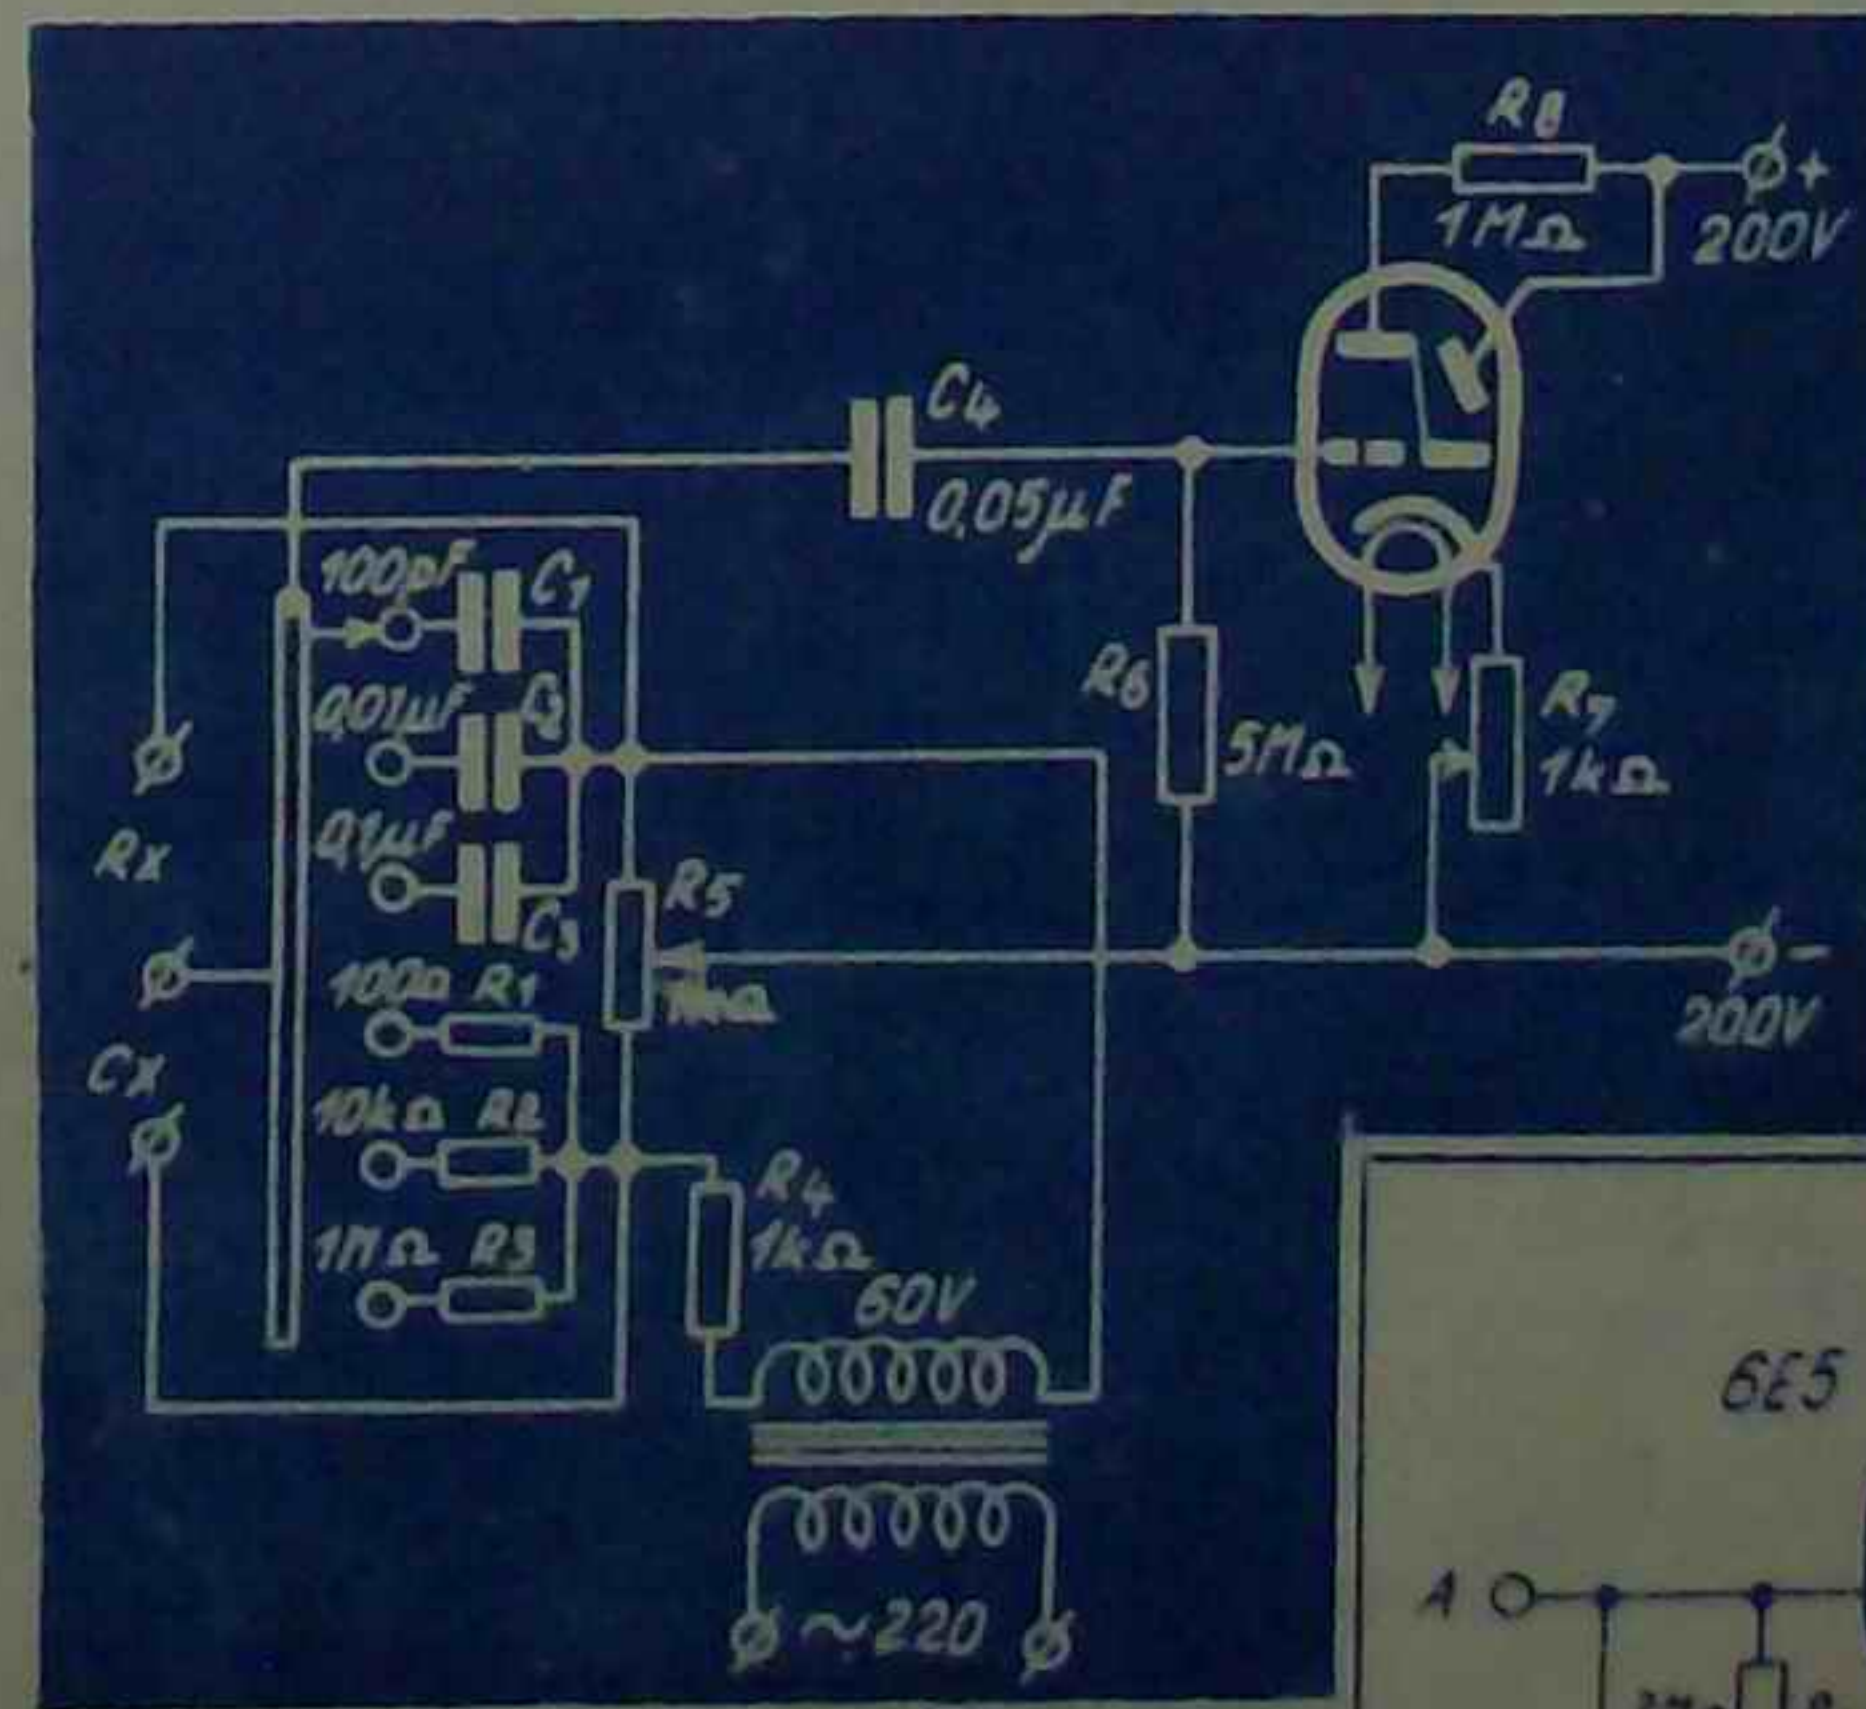 R8
1MΩ
+
200V
C4
0,05µF
100pF
C1
0,01µF
C2
0,1µF
C3
R6
5MΩ
R7
1kΩ
Rx
R5
100Ω R1
-
200V
Cx
10kΩ R2
R4
1kΩ
1MΩ R3
60V
6E5
~220
A